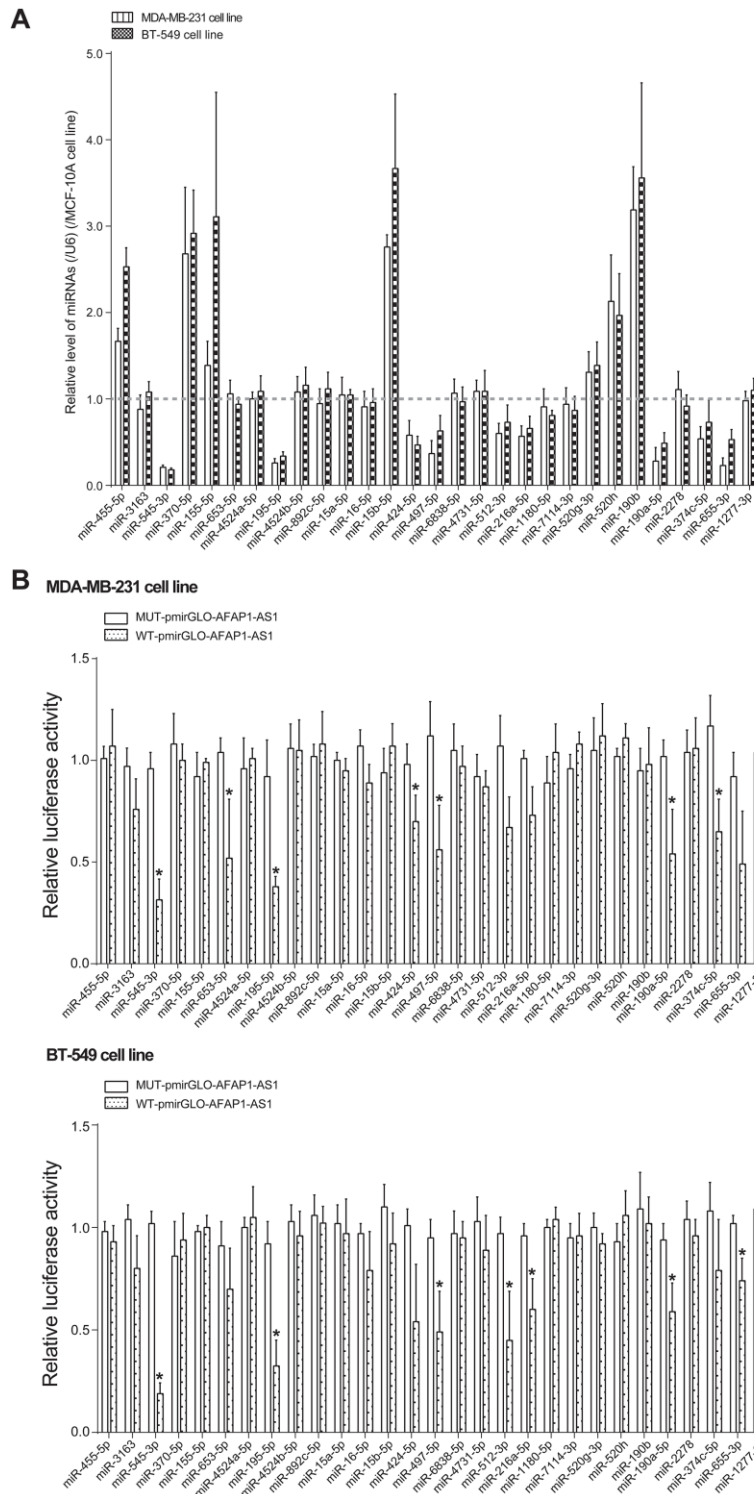 A
MDA-MB-231 cell line
BT-549 cell line
Relative level of miRNAs (/U6) (/MCF-10A cell line)
5.0
4.0
3.0
2.0
1.0
0.0
miR-455-5p
miR-3163
miR-545-3p
miR-370-5p
miR-155-5p
miR-653-5p
miR-4524a-5p
miR-195-5p
miR-4524b-5p
miR-892c-5p
miR-15a-5p
miR-16-5p
miR-15b-5p
miR-424-5p
miR-497-5p
miR-6838-5p
miR-4731-5p
miR-512-3p
miR-216a-5p
miR-1180-5p
miR-7114-3p
miR-520g-3p
miR-520h
miR-190b
miR-190a-5p
miR-2278
miR-374c-5p
miR-655-3p
miR-1277-3p
B
MDA-MB-231 cell line
MUT-pmirGLO-AFAP1-AS1
WT-pmirGLO-AFAP1-AS1
Relative luciferase activity
1.5
1.0
0.5
0.0
* * * * * * *
miR-455-5p
miR-3163
miR-545-3p
miR-370-5p
miR-155-5p
miR-653-5p
miR-4524a-5p
miR-195-5p
miR-4524b-5p
miR-892c-5p
miR-15a-5p
miR-16-5p
miR-15b-5p
miR-424-5p
miR-497-5p
miR-6838-5p
miR-4731-5p
miR-512-3p
miR-216a-5p
miR-1180-5p
miR-7114-3p
miR-520g-3p
miR-520h
miR-190b
miR-190a-5p
miR-2278
miR-374c-5p
miR-655-3p
miR-1277-
BT-549 cell line
MUT-pmirGLO-AFAP1-AS1
WT-pmirGLO-AFAP1-AS1
Relative luciferase activity
1.5
1.0
0.5
0.0
* * * * * * *
miR-455-5p
miR-3163
miR-545-3p
miR-370-5p
miR-155-5p
miR-653-5p
miR-4524a-5p
miR-195-5p
miR-4524b-5p
miR-892c-5p
miR-15a-5p
miR-16-5p
miR-15b-5p
miR-424-5p
miR-497-5p
miR-6838-5p
miR-4731-5p
miR-512-3p
miR-216a-5p
miR-1180-5p
miR-7114-3p
miR-520g-3p
miR-520h
miR-190b
miR-190a-5p
miR-2278
miR-374c-5p
miR-655-3p
miR-1277-